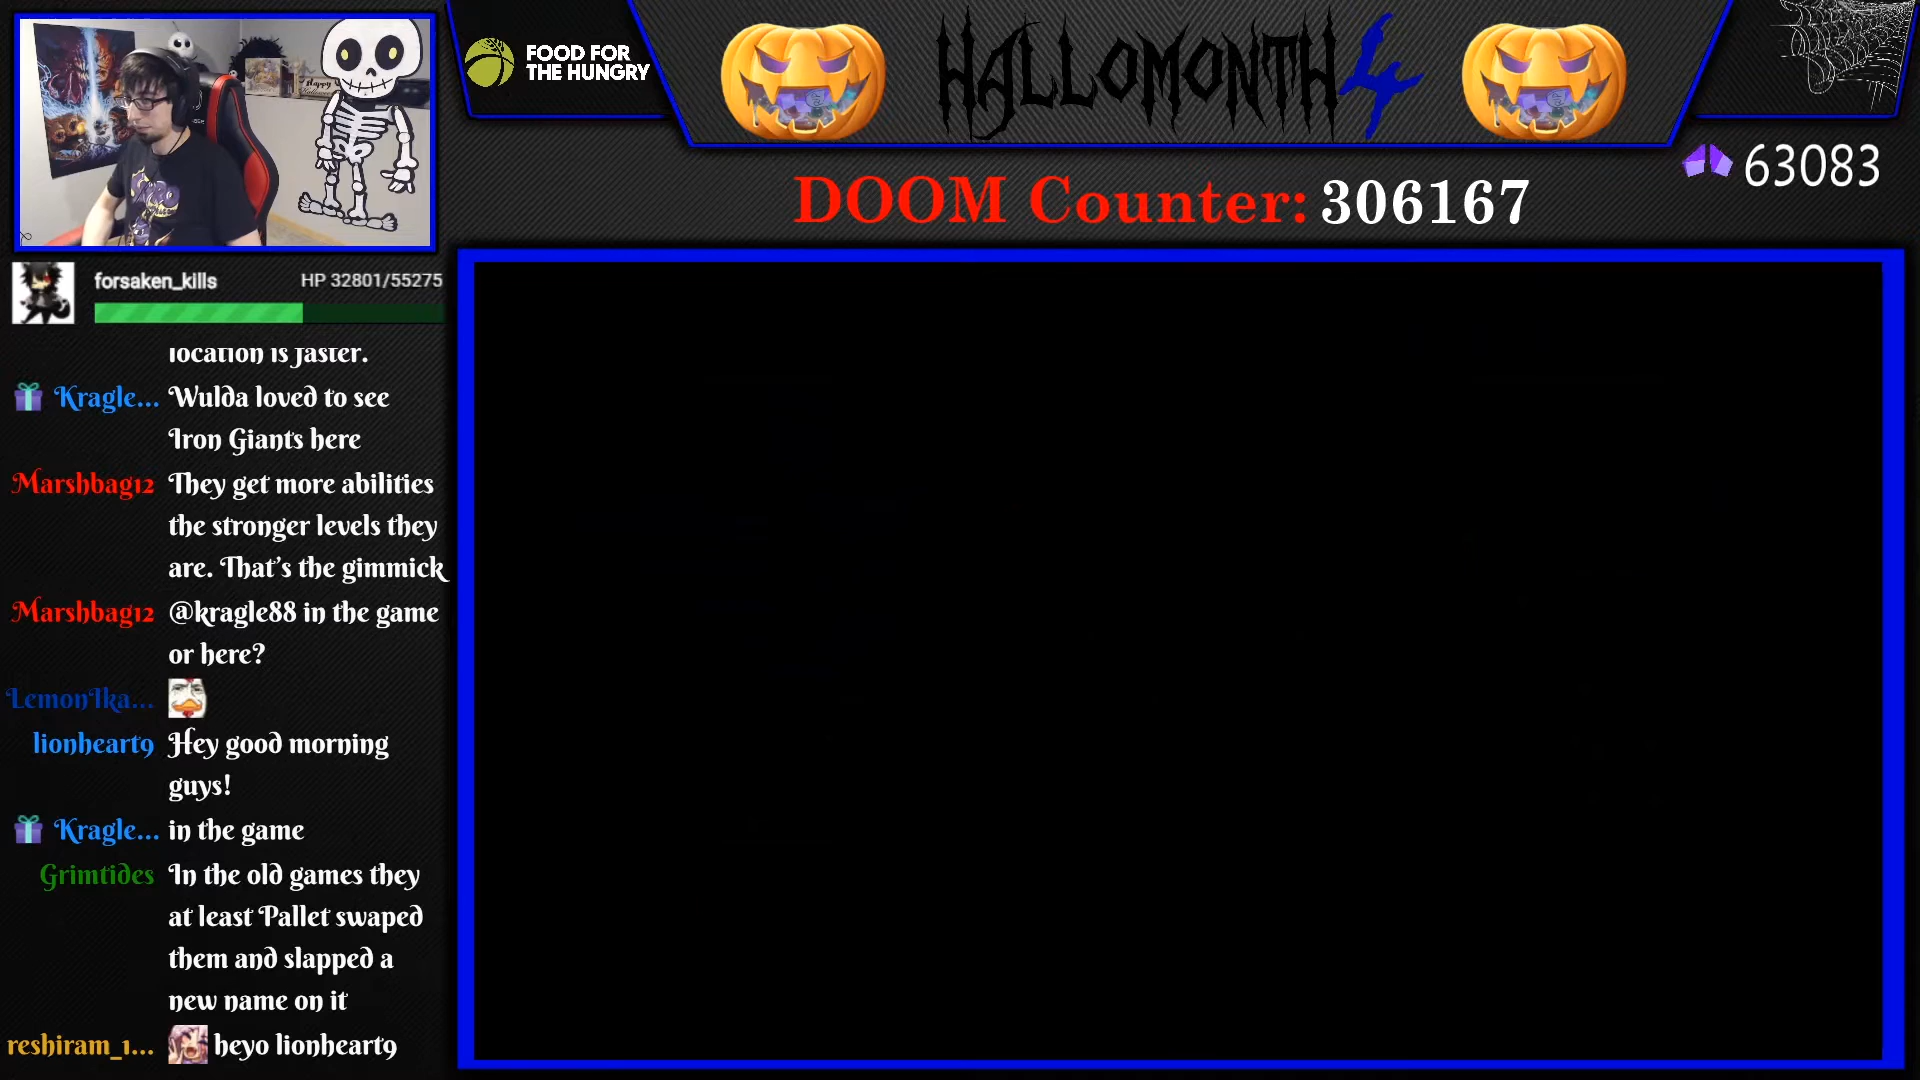 FOOD FOR
THE HUNGRY
HALLOMONTH 4
63083
DOOM Counter: 306167
forsaken_kills HP 32801/55275
location is faster.
Kragle... Wulda loved to see
Iron Giants here
Marshbag12 They get more abilities
the stronger levels they
are. That's the gimmick
Marshbag12 @kragle88 in the game
or here?
LemonIka...
lionheart9 Hey good morning
guys!
Kragle... in the game
Grimtides In the old games they
at least Pallet swaped
them and slapped a
new name on it
reshiram_1... heyo lionheart9